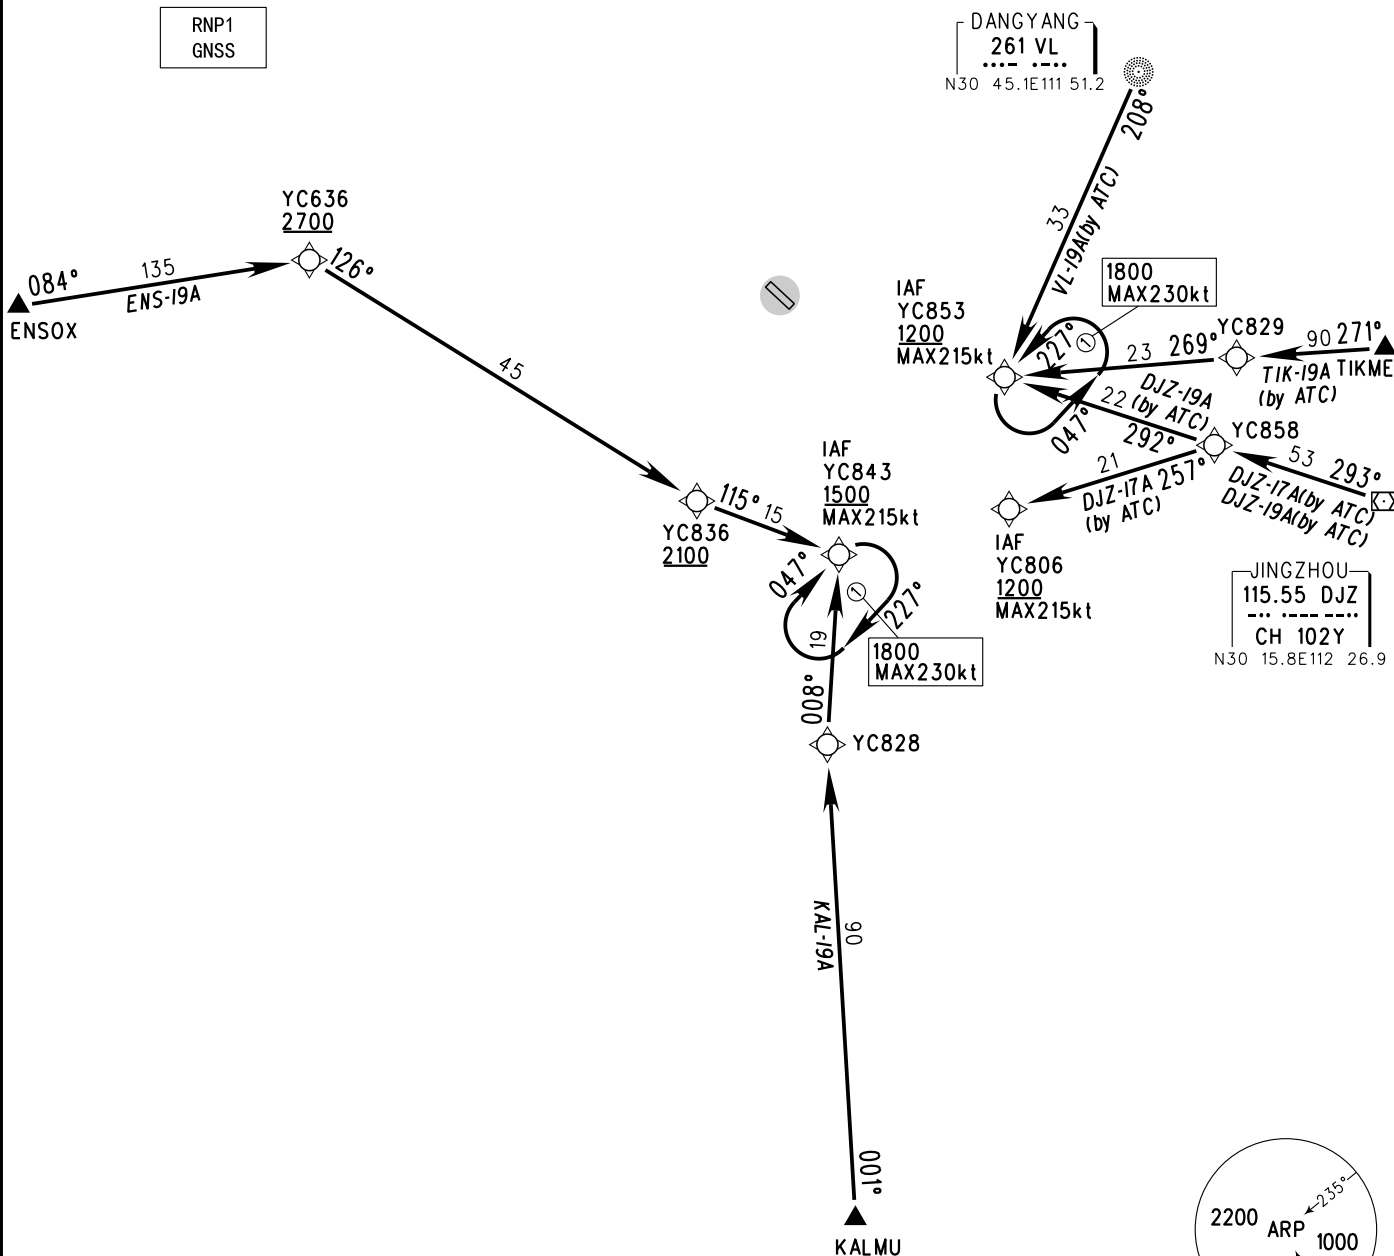 RNP1
GNSS
DANGYANG
261 VL
N30 45.1E111 51.2
208°
33
VL-19A(by ATC)
YC636
2700
126°
084°
135
ENS-19A
ENSOX
45
1800
MAX230kt
IAF
YC853
1200
MAX215kt
227°
1
047°
23
269°
YC829
90
271°
TIKME
TIK-19A
(by ATC)
DJZ-19A
(by ATC)
22
292°
YC858
53
293°
DJZ-17A(by ATC)
DJZ-19A(by ATC)
21
DJZ-17A
257°
(by ATC)
IAF
YC806
1200
MAX215kt
JINGZHOU
115.55 DJZ
CH 102Y
N30 15.8E112 26.9
IAF
YC843
1500
MAX215kt
115°
15
YC836
2100
047°
1
227°
1800
MAX230kt
19
008°
YC828
KAL-19A
90
001°
KALMU
235°
2200
ARP
1000